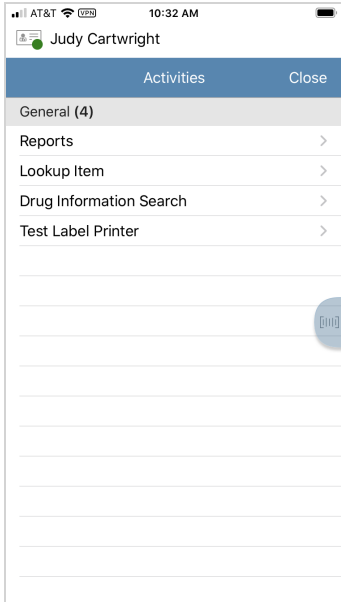 AT&T VPN 10:32 AM
Judy Cartwright
Activities Close
General (4)
Reports
Lookup Item
Drug Information Search
Test Label Printer